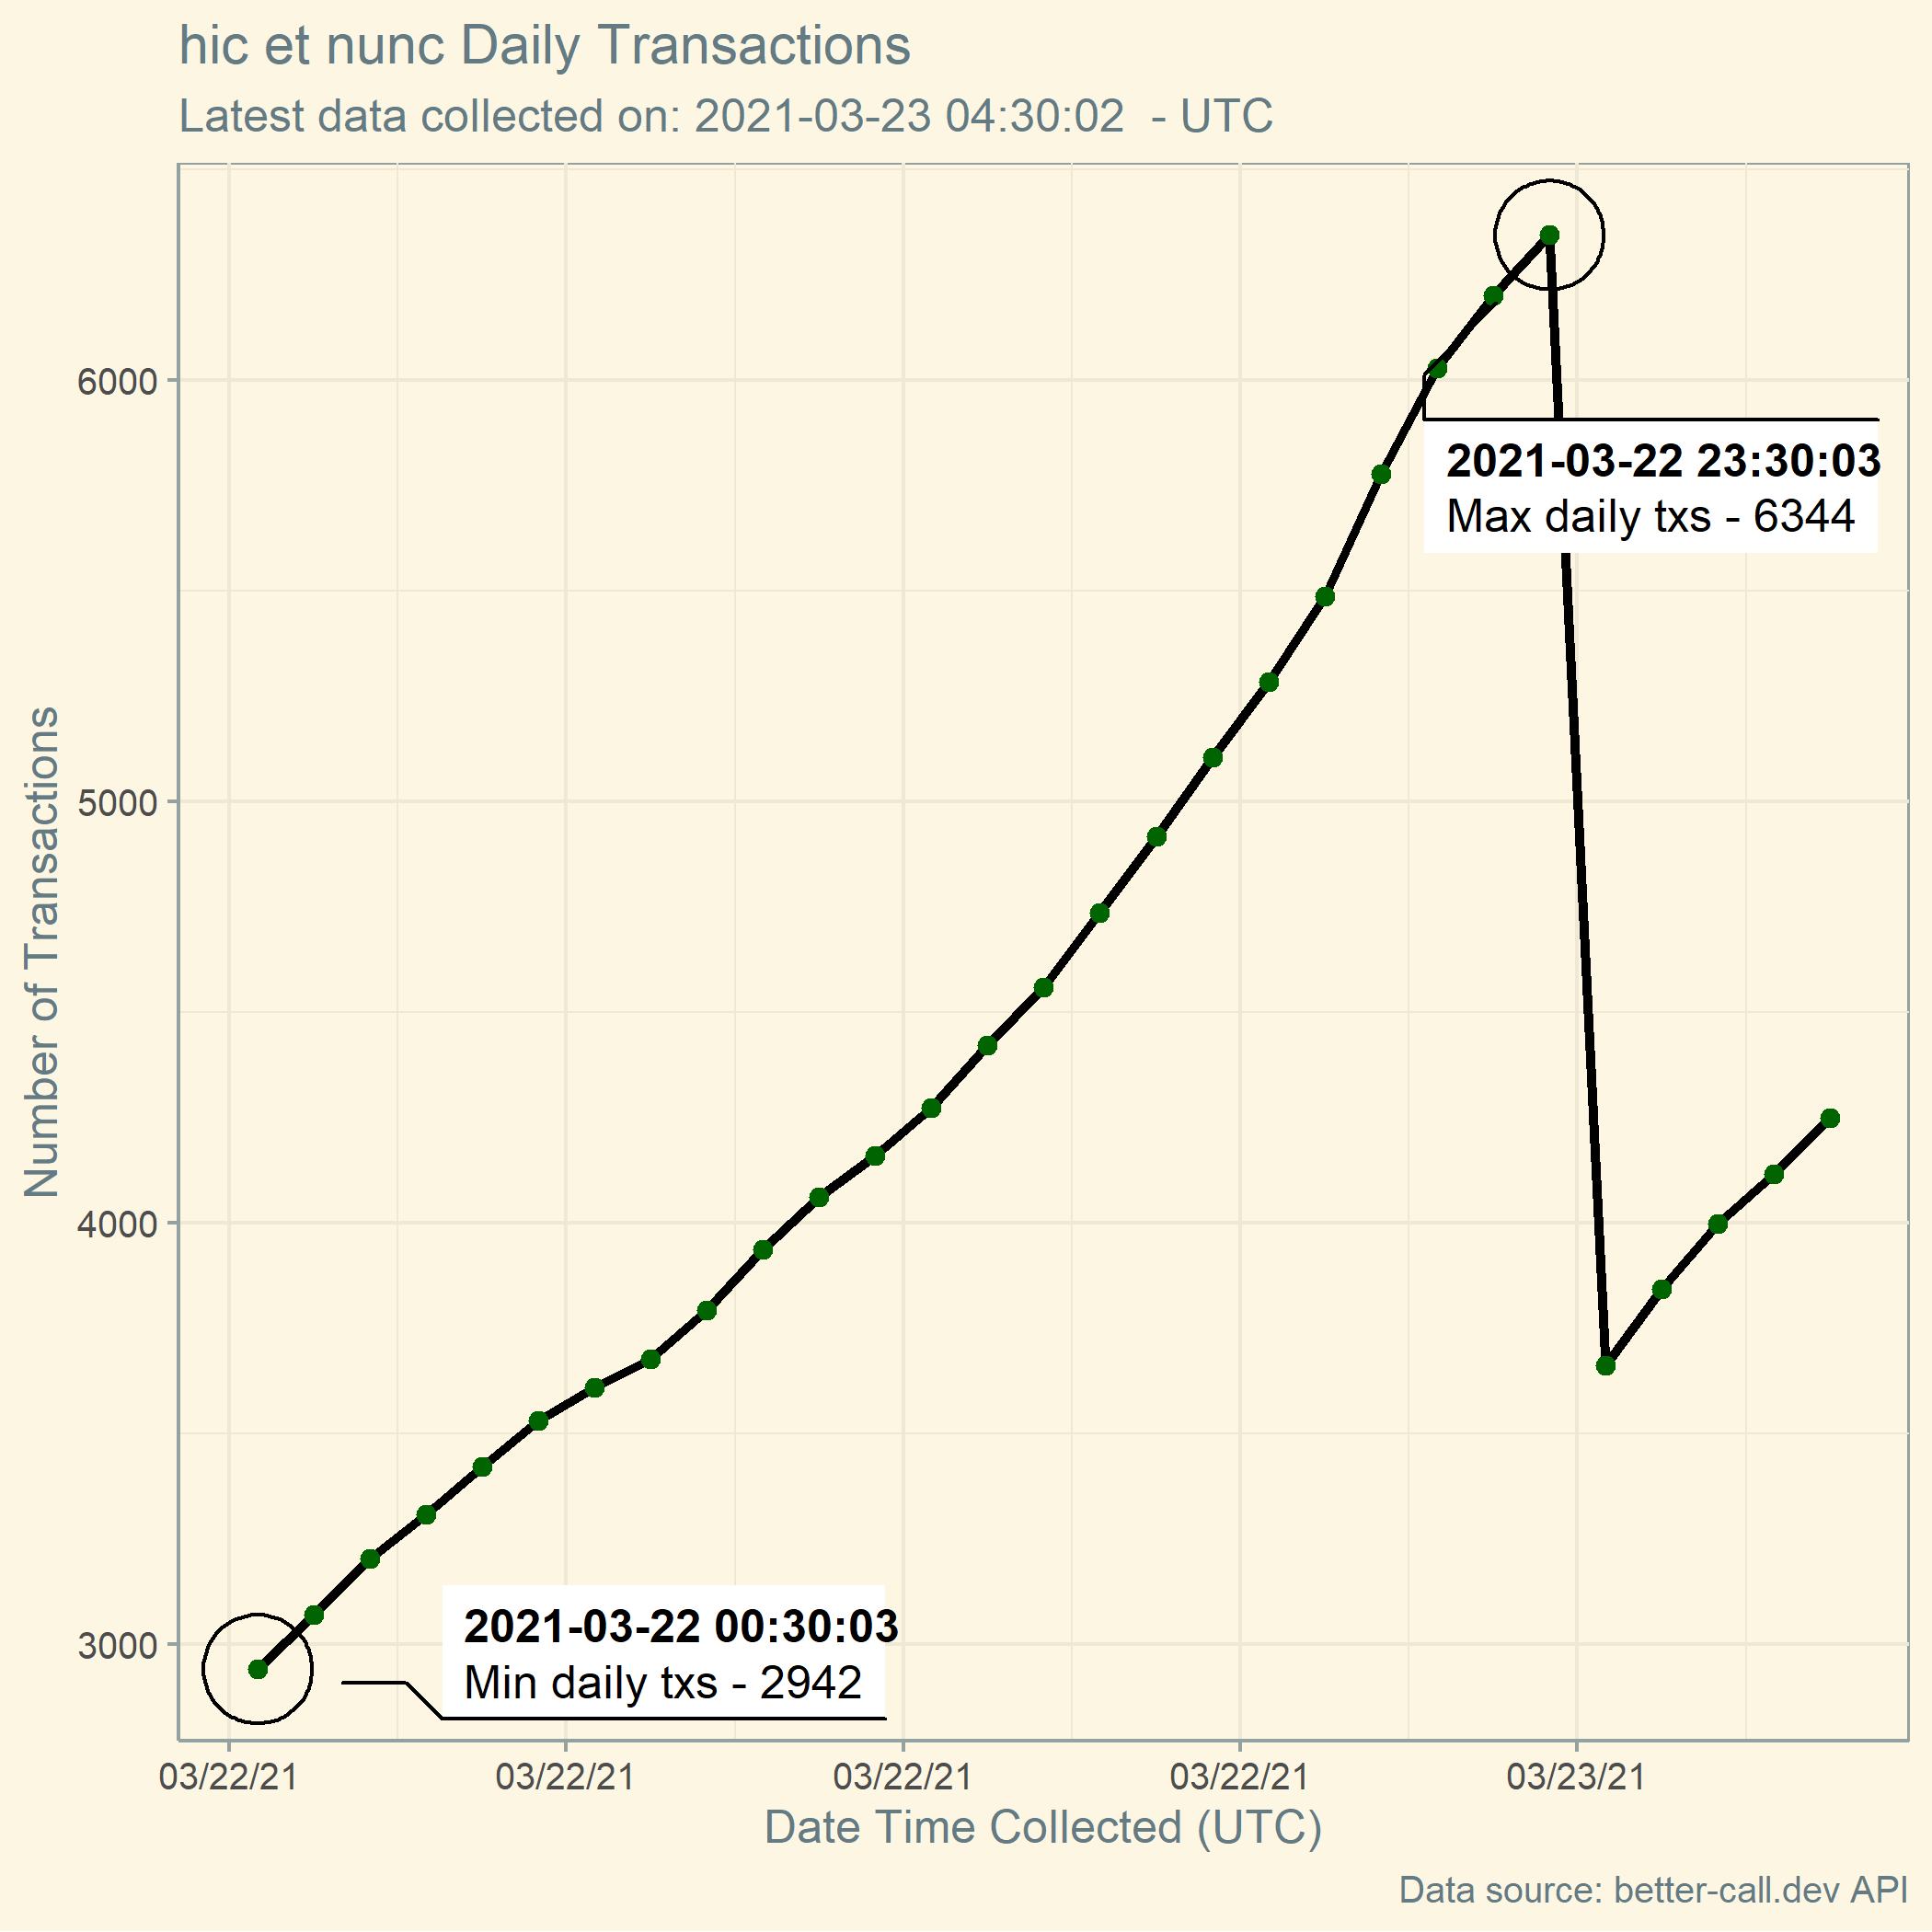 hic et nunc Daily Transactions
Latest data collected on: 2021-03-23 04:30:02  - UTC
Number of Transactions
6000
5000
4000
3000
2021-03-22 23:30:03
Max daily txs - 6344
2021-03-22 00:30:03
Min daily txs - 2942
03/22/21 03/22/21 03/22/21 03/22/21 03/23/21
Date Time Collected (UTC)
Data source: better-call.dev API